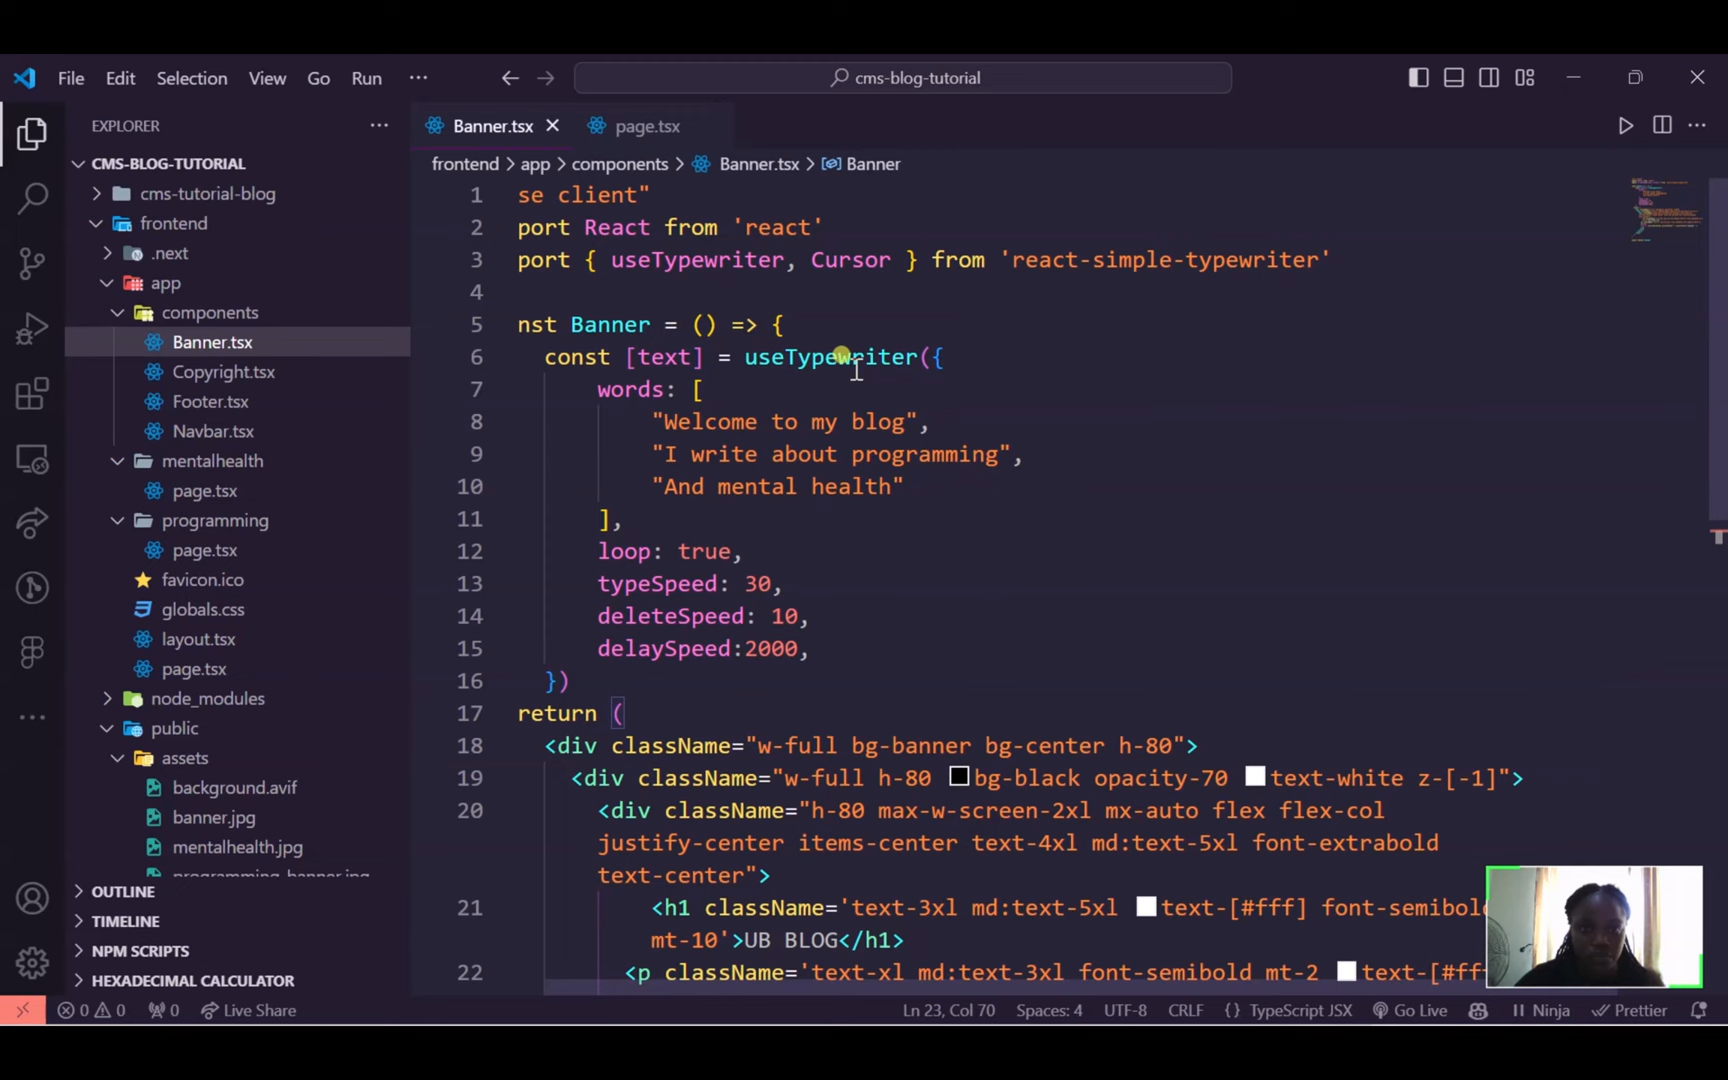 File Edit Selection View Go Run ··· cms-blog-tutorial
EXPLORER ···
CMS-BLOG-TUTORIAL
cms-tutorial-blog
frontend
.next
app
components
Banner.tsx
Copyright.tsx
Footer.tsx
Navbar.tsx
mentalhealth
page.tsx
programming
page.tsx
favicon.ico
globals.css
layout.tsx
page.tsx
node_modules
public
assets
background.avif
banner.jpg
mentalhealth.jpg
programming-banner.jpg
OUTLINE
TIMELINE
NPM SCRIPTS
HEXADECIMAL CALCULATOR
Banner.tsx page.tsx
frontend > app > components > Banner.tsx > Banner
1 se client"
2 port React from 'react'
3 port { useTypewriter, Cursor } from 'react-simple-typewriter'
4
5 nst Banner = () => {
6 const [text] = useTypewriter({
7 words: [
8 "Welcome to my blog",
9 "I write about programming",
10 "And mental health"
11 ],
12 loop: true,
13 typeSpeed: 30,
14 deleteSpeed: 10,
15 delaySpeed:2000,
16 })
17 return (
18 <div className="w-full bg-banner bg-center h-80">
19 <div className="w-full h-80 bg-black opacity-70 text-white z-[-1]">
20 <div className="h-80 max-w-screen-2xl mx-auto flex flex-col
justify-center items-center text-4xl md:text-5xl font-extrabold
text-center">
21 <h1 className='text-3xl md:text-5xl text-[#fff] font-semibold
mt-10'>UB BLOG</h1>
22 <p className='text-xl md:text-3xl font-semibold mt-2 text-[#ff
0 0 0 Live Share Ln 23, Col 70 Spaces: 4 UTF-8 CRLF {} TypeScript JSX Go Live Ninja Prettier